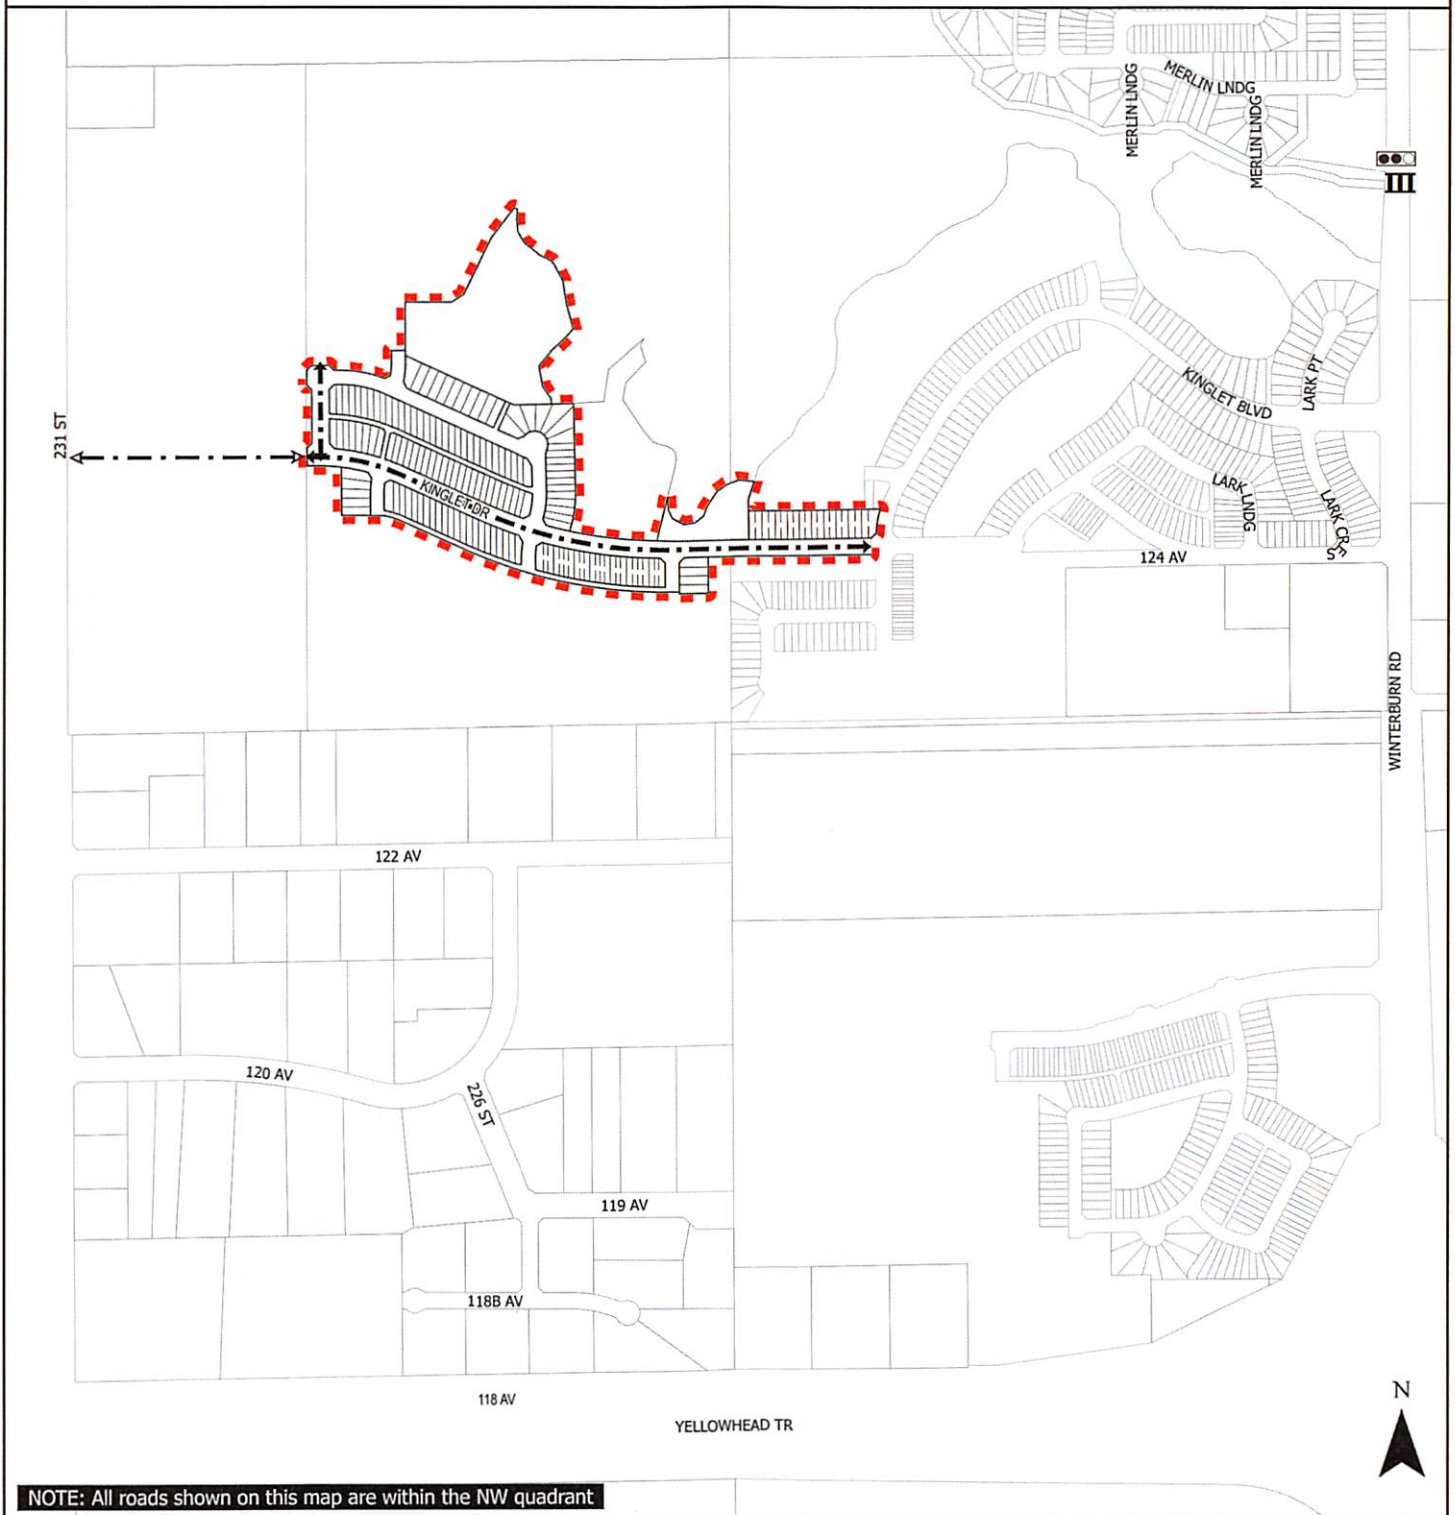 MERLIN LNDG
MERLIN LNDG
MERLIN LNDG
III
LARK PT
KINGLET BLVD
231 ST
LARK LNDG
KINGLET DR
LARK CRES
124 AV
WINTERBURN RD
122 AV
120 AV
226 ST
119 AV
118B AV
118 AV
N
YELLOWHEAD TR
NOTE: All roads shown on this map are within the NW quadrant